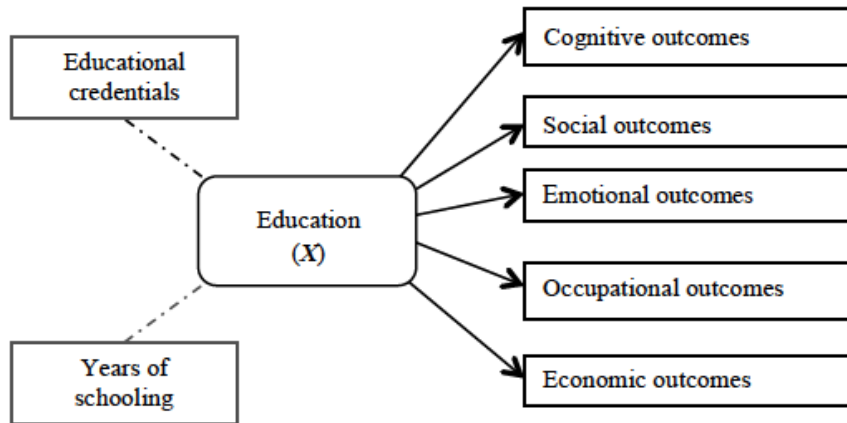 Educational
credentials
Years of
schooling
Education
(X)
Cognitive outcomes
Social outcomes
Emotional outcomes
Occupational outcomes
Economic outcomes